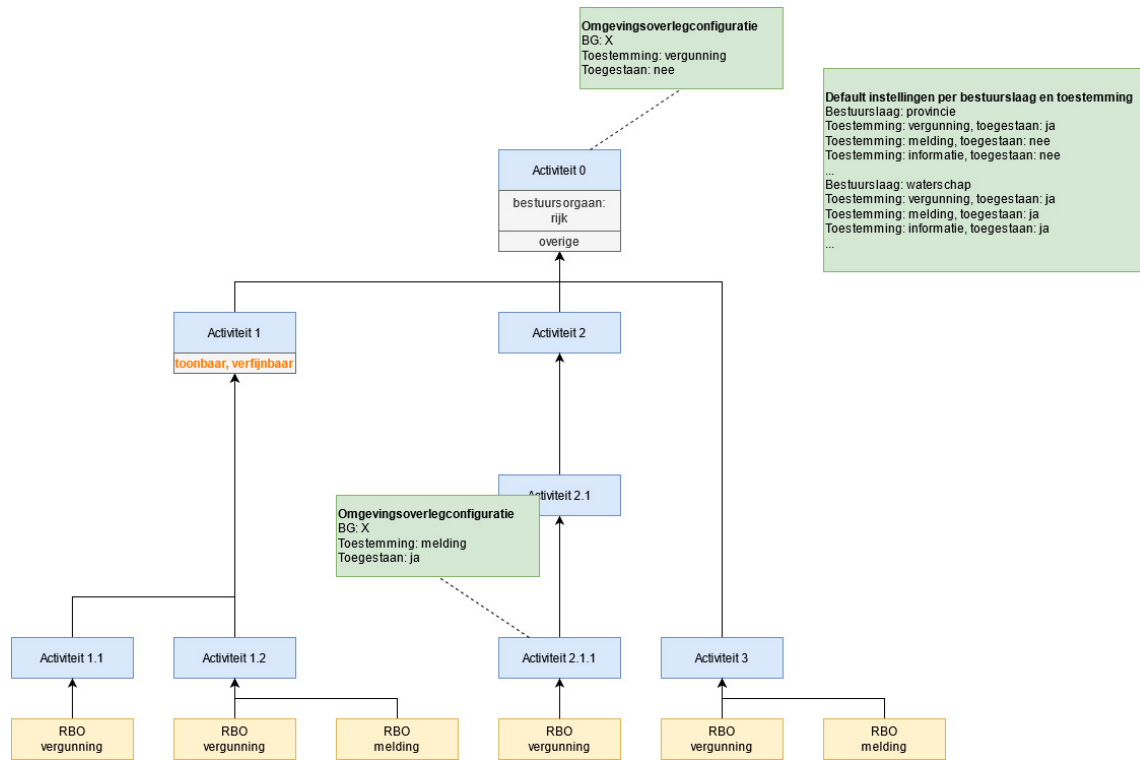 Omgevingsoverlegconfiguratie
BG: X
Toestemming: vergunning
Toegestaan: nee
Default instellingen per bestuurslaag en toestemming
Bestuurslaag: provincie
Toestemming: vergunning, toegestaan: ja
Toestemming: melding, toegestaan: nee
Toestemming: informatie, toegestaan: nee
...
Bestuurslaag: waterschap
Toestemming: vergunning, toegestaan: ja
Toestemming: melding, toegestaan: ja
Toestemming: informatie, toegestaan: ja
...
Activiteit 0
bestuursorgaan:
rijk
overige
Activiteit 1
toonbaar, verfijnbaar
Activiteit 2
Activiteit 2.1
Omgevingsoverlegconfiguratie
BG: X
Toestemming: melding
Toegestaan: ja
Activiteit 1.1
Activiteit 1.2
Activiteit 2.1.1
Activiteit 3
RBO
vergunning
RBO
vergunning
RBO
melding
RBO
vergunning
RBO
vergunning
RBO
melding